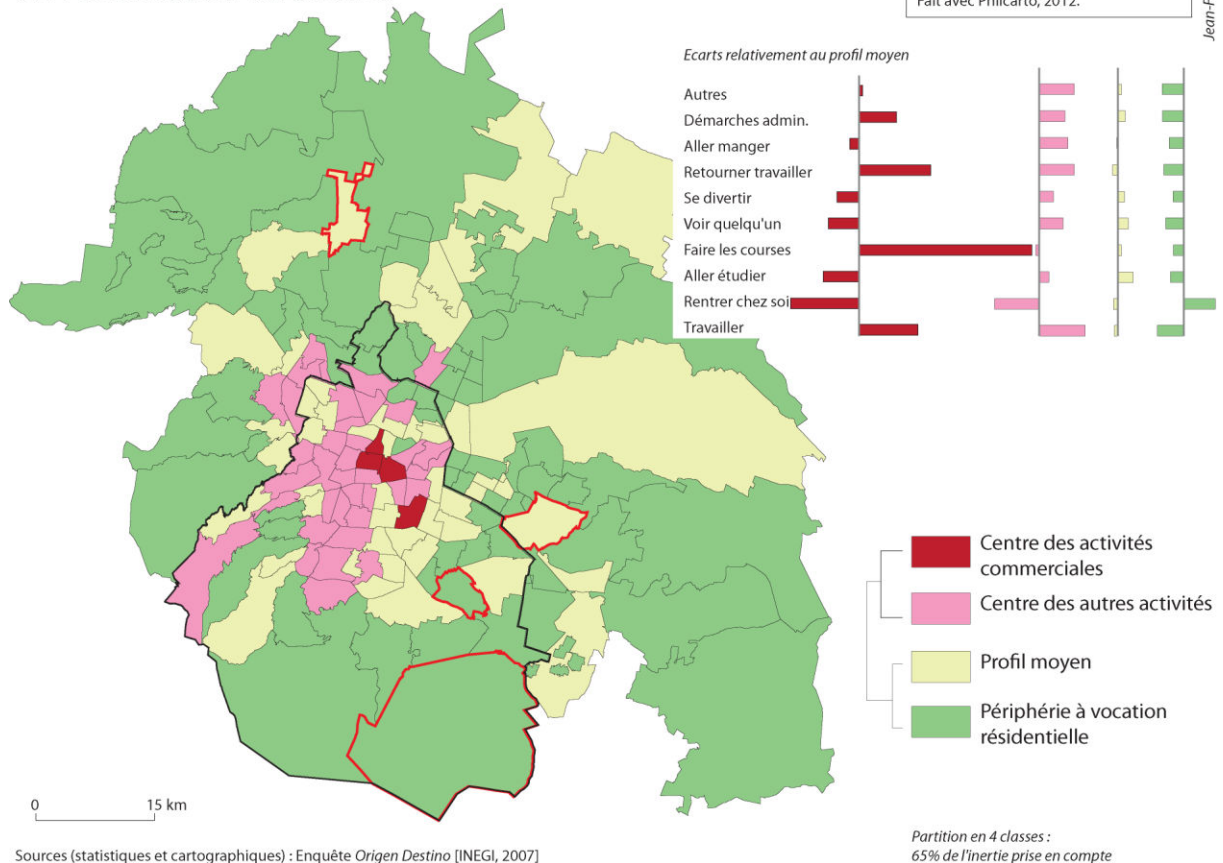 Fait avec Philcarto, 2012.
Jean-F
Ecarts relativement au profil moyen
Autres
Démarches admin.
Aller manger
Retourner travailler
Se divertir
Voir quelqu'un
Faire les courses
Aller étudier
Rentrer chez soi
Travailler
Centre des activités
commerciales
Centre des autres activités
Profil moyen
Périphérie à vocation
résidentielle
0 15 km
Sources (statistiques et cartographiques) : Enquête Origen Destino [INEGI, 2007]
Partition en 4 classes :
65% de l'inertie prise en compte